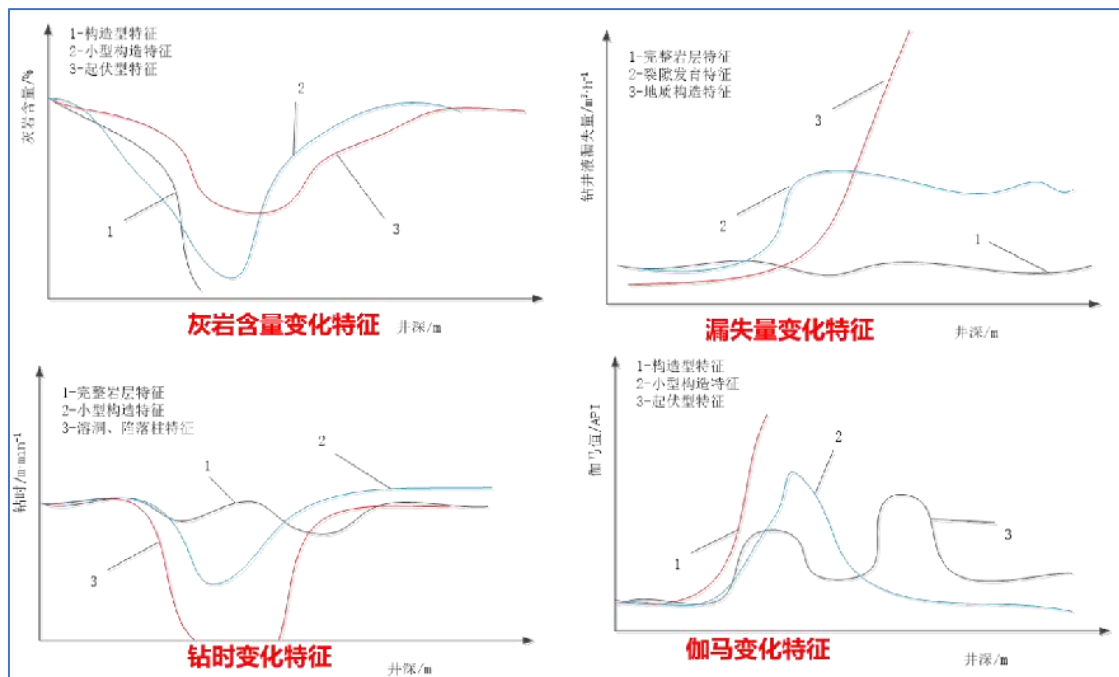 1-构造型特征
2-小型构造特征
3-起伏型特征
灰岩含量/%
2
1
3
灰岩含量变化特征
井深/m
1-完整岩层特征
2-裂隙发育特征
3-地质构造特征
钻井液漏失量/m³·h⁻¹
3
2
1
漏失量变化特征
井深/m
1-完整岩层特征
2-小型构造特征
3-溶洞、陷落柱特征
钻时/m·min⁻¹
1
2
3
钻时变化特征
井深/m
1-构造型特征
2-小型构造特征
3-起伏型特征
伽马值/API
2
1
3
伽马变化特征
井深/m